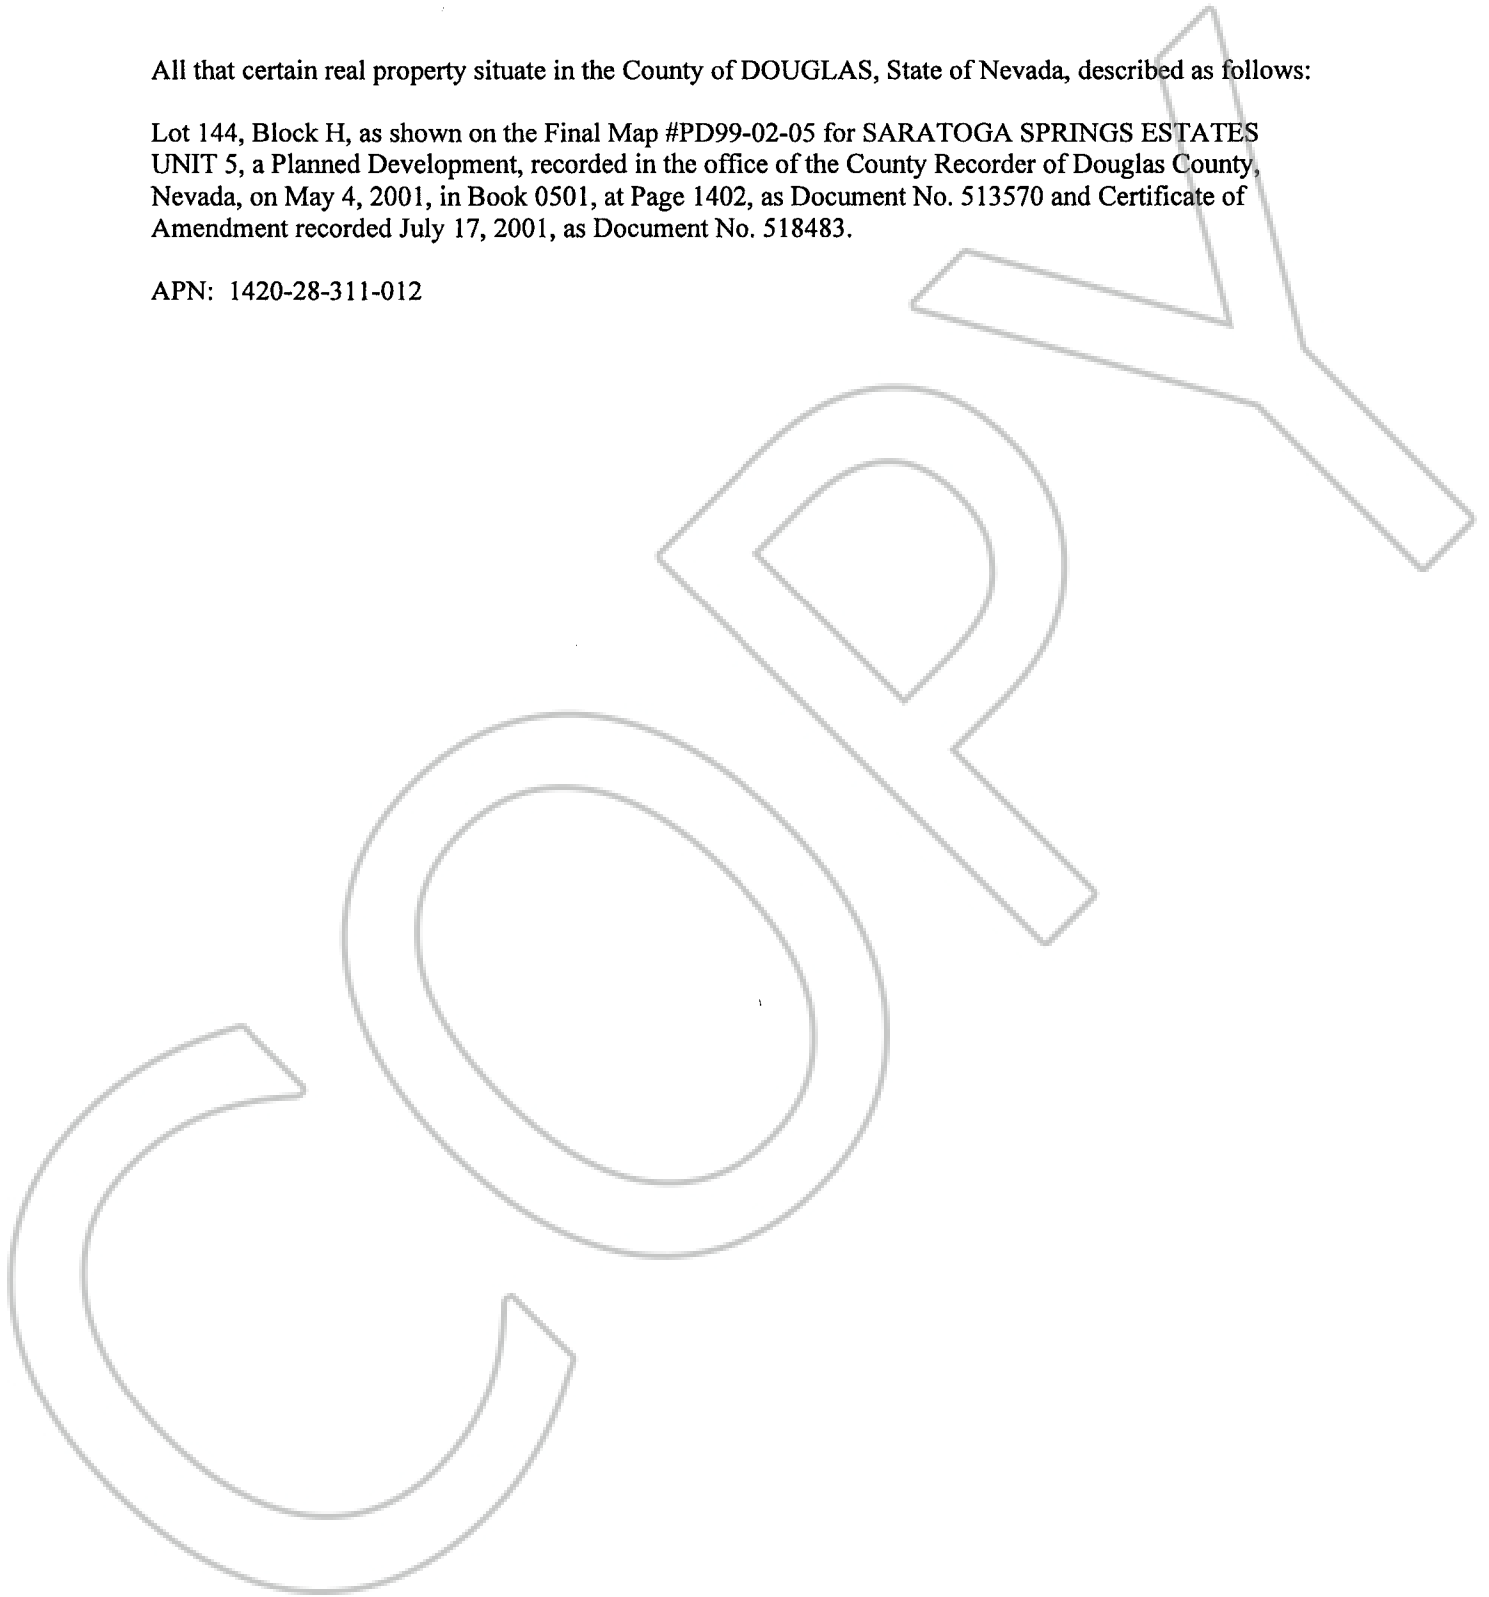 All that certain real property situate in the County of DOUGLAS, State of Nevada, described as follows:
Lot 144, Block H, as shown on the Final Map #PD99-02-05 for SARATOGA SPRINGS ESTATES
UNIT 5, a Planned Development, recorded in the office of the County Recorder of Douglas County,
Nevada, on May 4, 2001, in Book 0501, at Page 1402, as Document No. 513570 and Certificate of
Amendment recorded July 17, 2001, as Document No. 518483.
APN: 1420-28-311-012
COPY